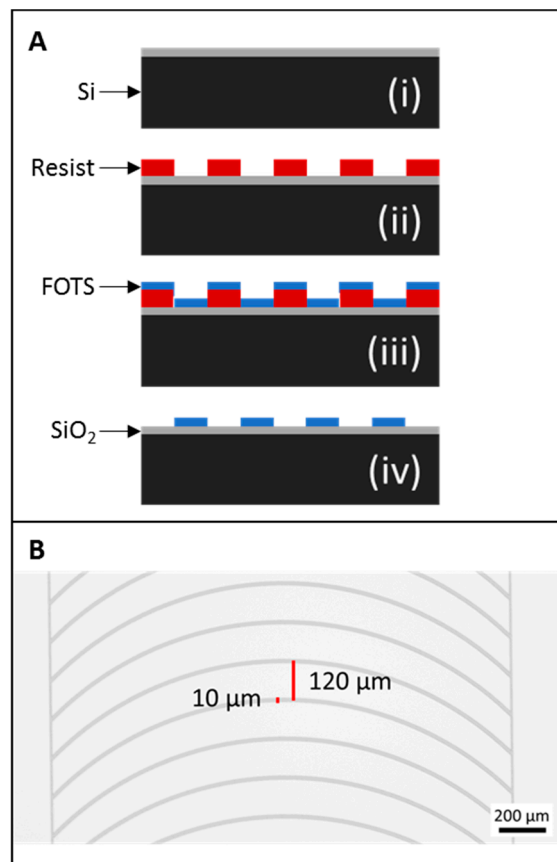 A
Si
(i)
Resist
(ii)
FOTS
(iii)
SiO₂
(iv)
B
10 μm
120 μm
200 μm